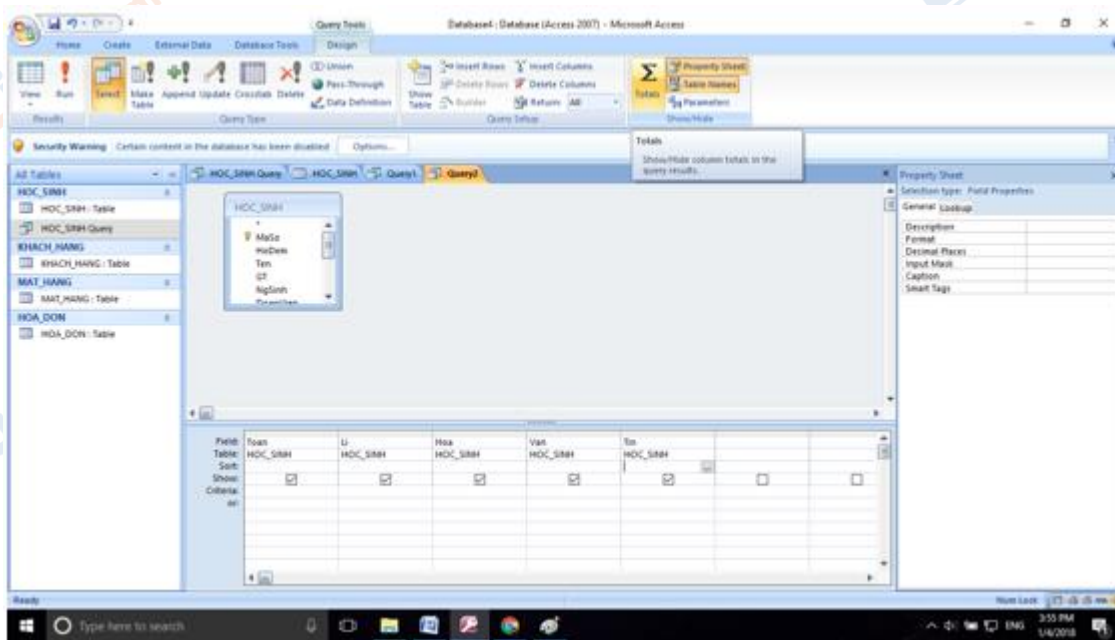 Query Tools Database4 : Database (Access 2007) - Microsoft Access
Home Create External Data Database Tools Design
View Run Select Make Table Append Update Crosstab Delete
Union
Pass-Through
Data Definition
Show Table
Insert Rows
Delete Rows
Builder
Insert Columns
Delete Columns
Return: All
Totals
Property Sheet
Table Names
Parameters
Results Query Type Query Setup Show/Hide
Security Warning Certain content in the database has been disabled Options...
Totals
Show/Hide column totals in the
query results.
All Tables
HOC_SINH
HOC_SINH : Table
HOC_SINH Query
KHACH_HANG
KHACH_HANG : Table
MAT_HANG
MAT_HANG : Table
HOA_DON
HOA_DON : Table
HOC_SINH Query HOC_SINH Query1 Query2
HOC_SINH
*
MaSo
HoDem
Ten
GT
NgSinh
Property Sheet
Selection type: Field Properties
General Lookup
Description
Format
Decimal Places
Input Mask
Caption
Smart Tags
Field: Toan Li Hoa Van Tin
Table: HOC_SINH HOC_SINH HOC_SINH HOC_SINH HOC_SINH
Sort:
Show:
Criteria:
or:
Ready Num Lock
Type here to search
ENG 3:55 PM
1/4/2018